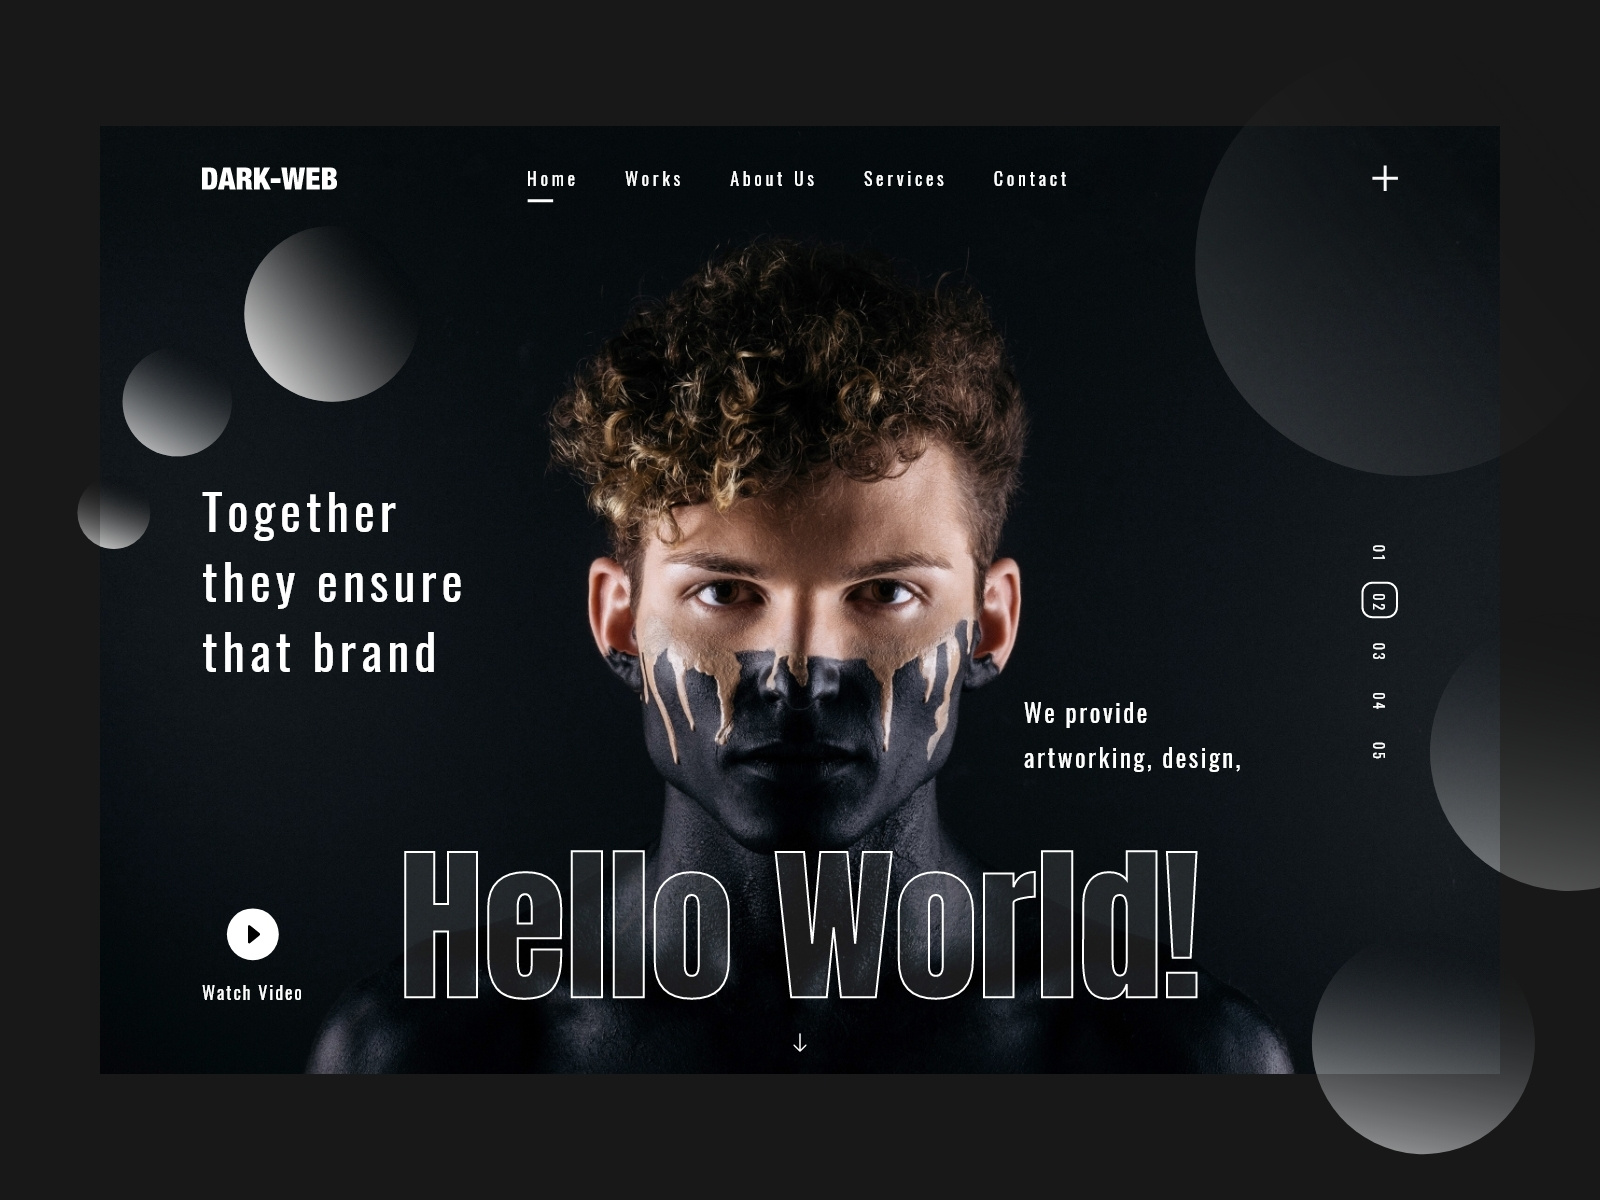 DARK-WEB
Home Works About Us Services Contact
Together
they ensure
that brand
01
02
03
04
05
We provide
artworking, design,
Hello World!
Watch Video